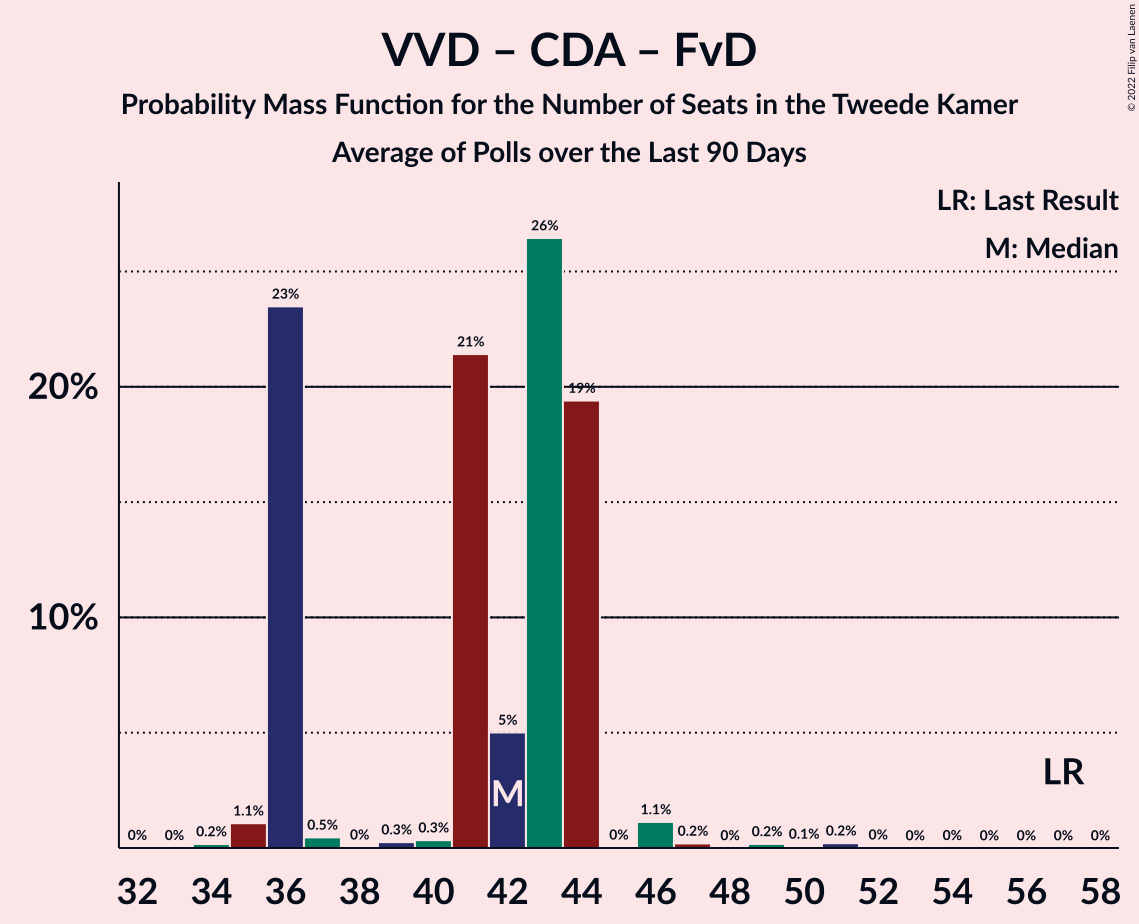 VVD – CDA – FvD
Probability Mass Function for the Number of Seats in the Tweede Kamer
Average of Polls over the Last 90 Days
© 2022 Filip van Laenen
LR: Last Result
M: Median
20%
10%
0% 0% 0.2% 1.1% 23% 0.5% 0% 0.3% 0.3% 21% 5% 26% 19% 0% 1.1% 0.2% 0% 0.2% 0.1% 0.2% 0% 0% 0% 0% 0% 0% 0%
M
LR
32 34 36 38 40 42 44 46 48 50 52 54 56 58